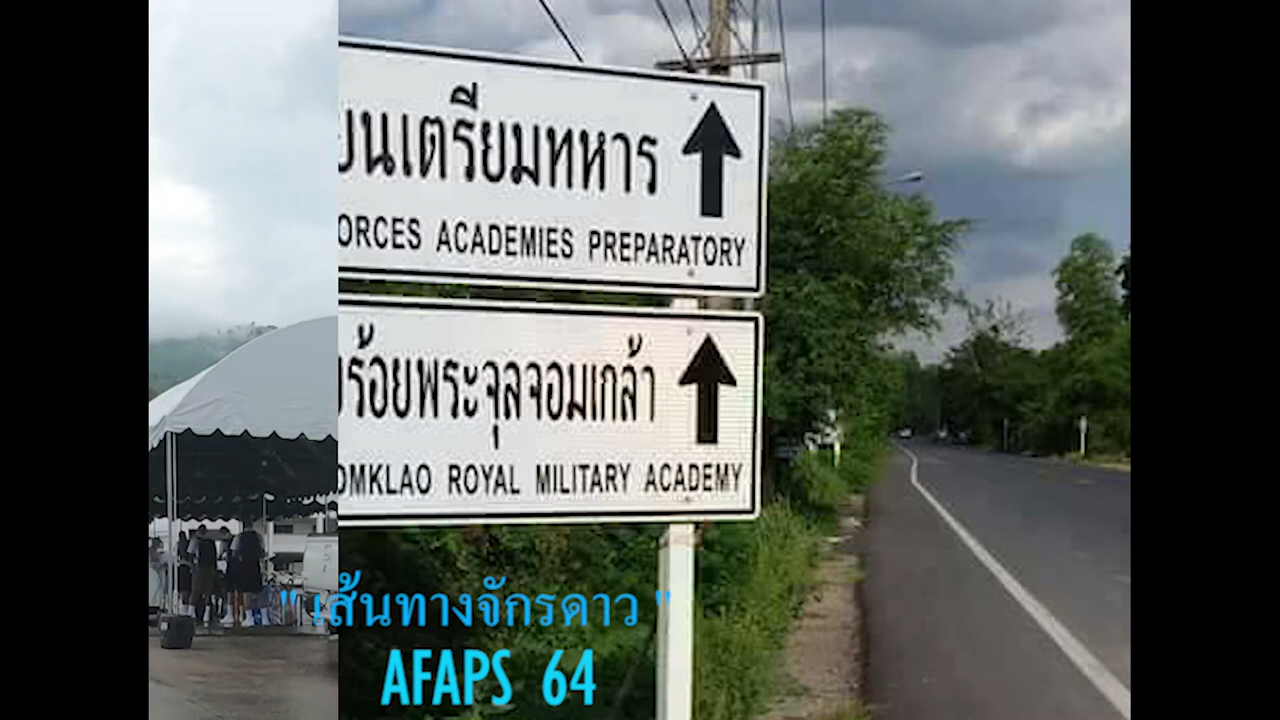 ยนเตรียมทหาร
ORCES ACADEMIES PREPARATORY
ร้อยพระจุลจอมเกล้า
OMKLAO ROYAL MILITARY ACADEMY
" เส้นทางจักรดาว "
AFAPS 64